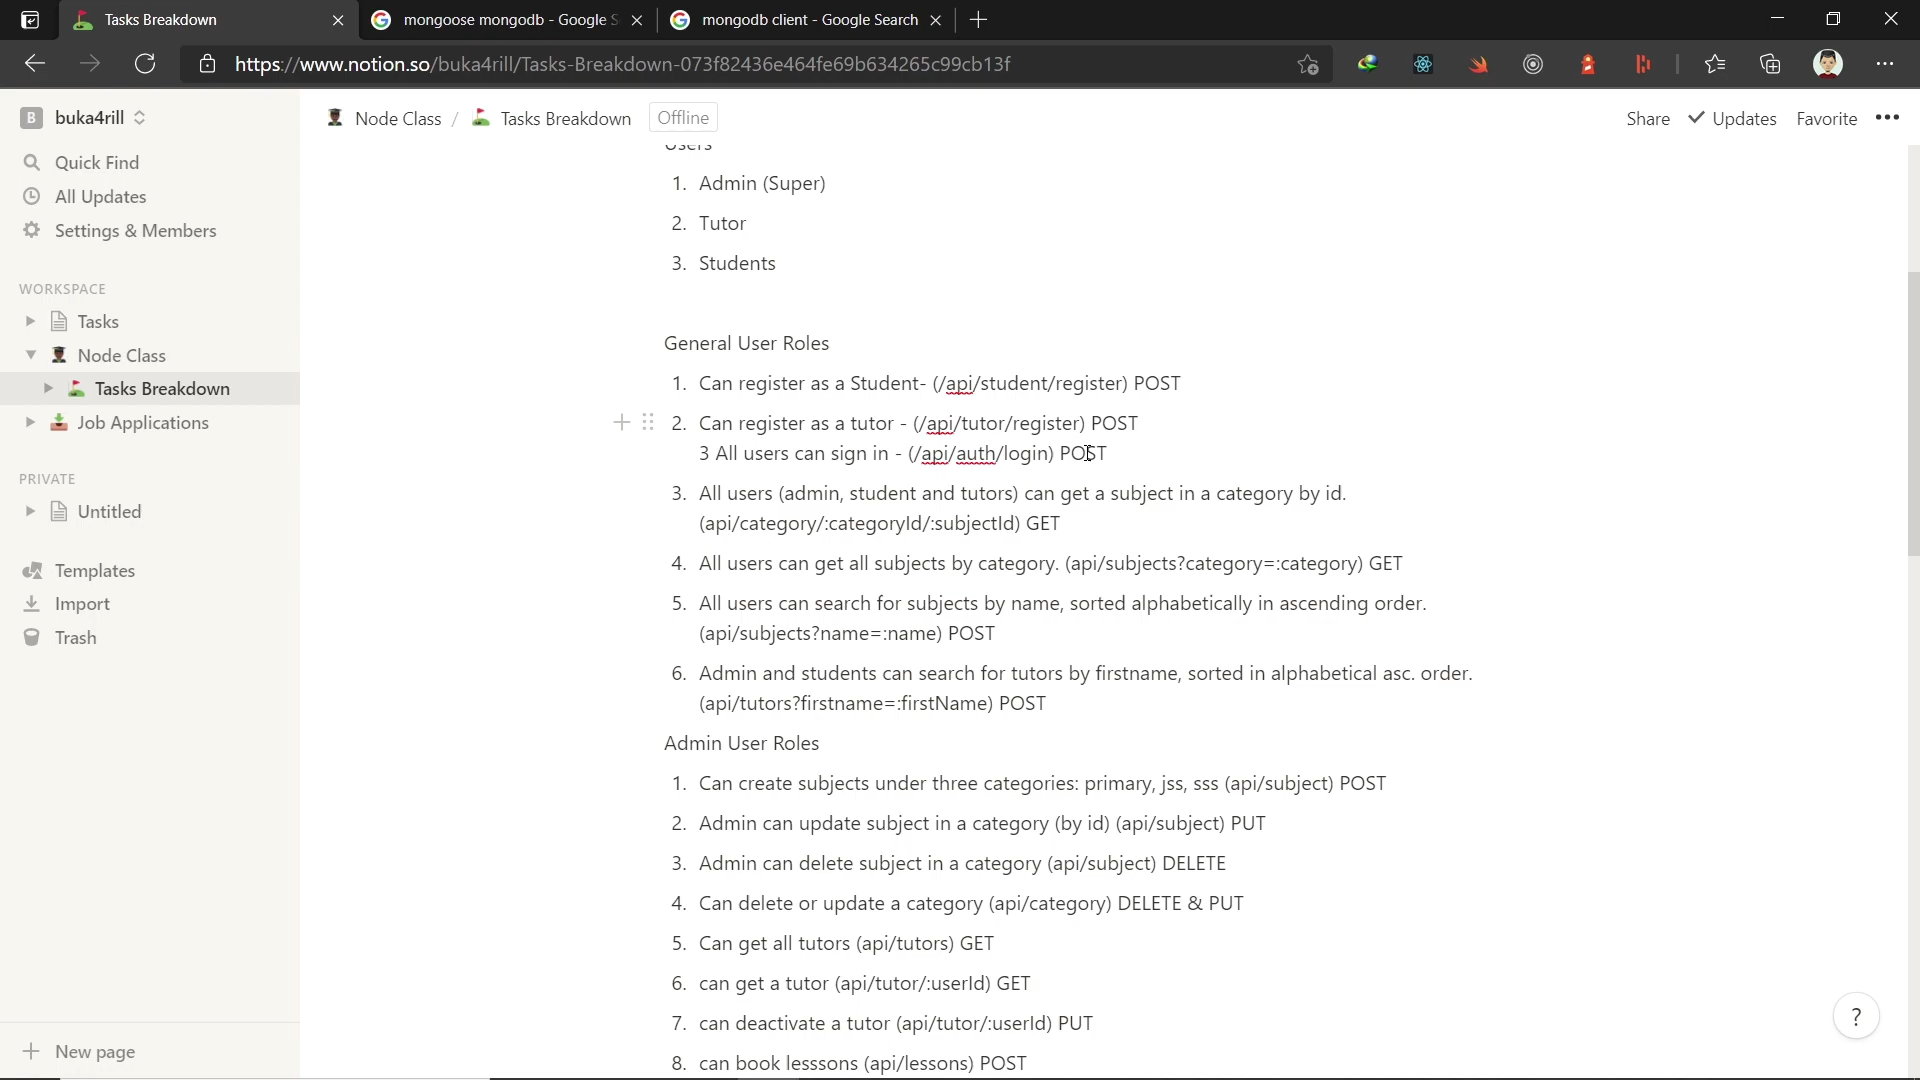 Tasks Breakdown
mongoose mongodb - Google S
mongodb client - Google Search
https://www.notion.so/buka4rill/Tasks-Breakdown-073f82436e464fe69b634265c99cb13f
B buka4rill
Quick Find
All Updates
Settings & Members
WORKSPACE
Tasks
Node Class
Tasks Breakdown
Job Applications
PRIVATE
Untitled
Templates
Import
Trash
New page
Node Class / Tasks Breakdown Offline
Share Updates Favorite
Users
1. Admin (Super)
2. Tutor
3. Students
General User Roles
1. Can register as a Student- (/api/student/register) POST
2. Can register as a tutor - (/api/tutor/register) POST
3 All users can sign in - (/api/auth/login) POST
3. All users (admin, student and tutors) can get a subject in a category by id.
(api/category/:categoryId/:subjectId) GET
4. All users can get all subjects by category. (api/subjects?category=:category) GET
5. All users can search for subjects by name, sorted alphabetically in ascending order.
(api/subjects?name=:name) POST
6. Admin and students can search for tutors by firstname, sorted in alphabetical asc. order.
(api/tutors?firstname=:firstName) POST
Admin User Roles
1. Can create subjects under three categories: primary, jss, sss (api/subject) POST
2. Admin can update subject in a category (by id) (api/subject) PUT
3. Admin can delete subject in a category (api/subject) DELETE
4. Can delete or update a category (api/category) DELETE & PUT
5. Can get all tutors (api/tutors) GET
6. can get a tutor (api/tutor/:userId) GET
7. can deactivate a tutor (api/tutor/:userId) PUT
8. can book lesssons (api/lessons) POST
?